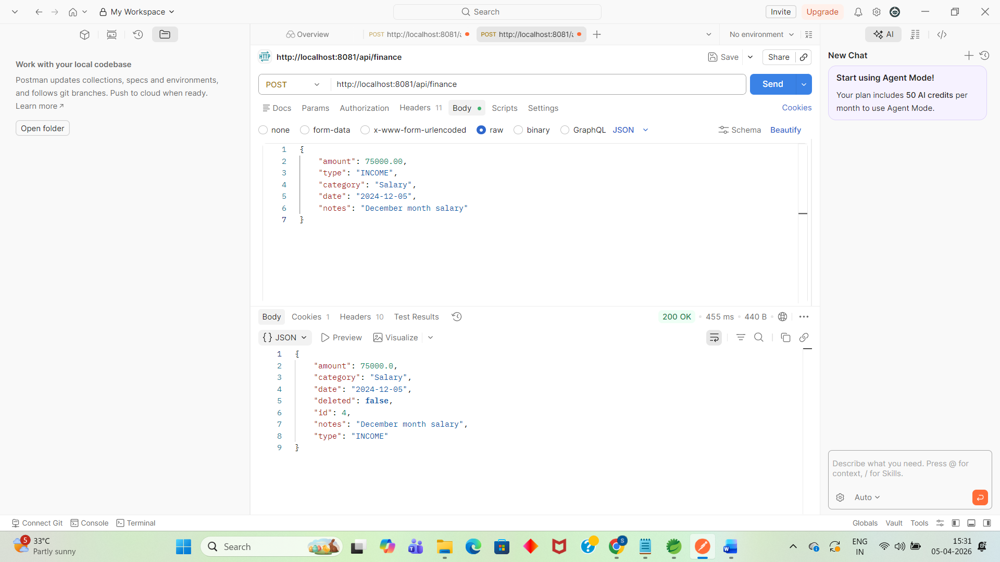 My Workspace
Search
Invite
Upgrade
Overview
POST http://localhost:8081/a
POST http://localhost:8081/a
No environment
AI
Work with your local codebase
Postman updates collections, specs and environments,
and follows git branches. Push to cloud when ready.
Learn more
Open folder
HTTP
http://localhost:8081/api/finance
Save
Share
POST
http://localhost:8081/api/finance
Send
Docs
Params
Authorization
Headers 11
Body
Scripts
Settings
Cookies
none
form-data
x-www-form-urlencoded
raw
binary
GraphQL
JSON
Schema
Beautify
1 {
2 "amount": 75000.00,
3 "type": "INCOME",
4 "category": "Salary",
5 "date": "2024-12-05",
6 "notes": "December month salary"
7 }
Body
Cookies 1
Headers 10
Test Results
200 OK
455 ms
440 B
{} JSON
Preview
Visualize
1 {
2 "amount": 75000.0,
3 "category": "Salary",
4 "date": "2024-12-05",
5 "deleted": false,
6 "id": 4,
7 "notes": "December month salary",
8 "type": "INCOME"
9 }
New Chat
Start using Agent Mode!
Your plan includes 50 AI credits per
month to use Agent Mode.
Describe what you need. Press @ for
context, / for Skills.
Auto
Connect Git
Console
Terminal
Globals
Vault
Tools
5
33°C
Partly sunny
Search
S
W
ENG
IN
15:31
05-04-2026